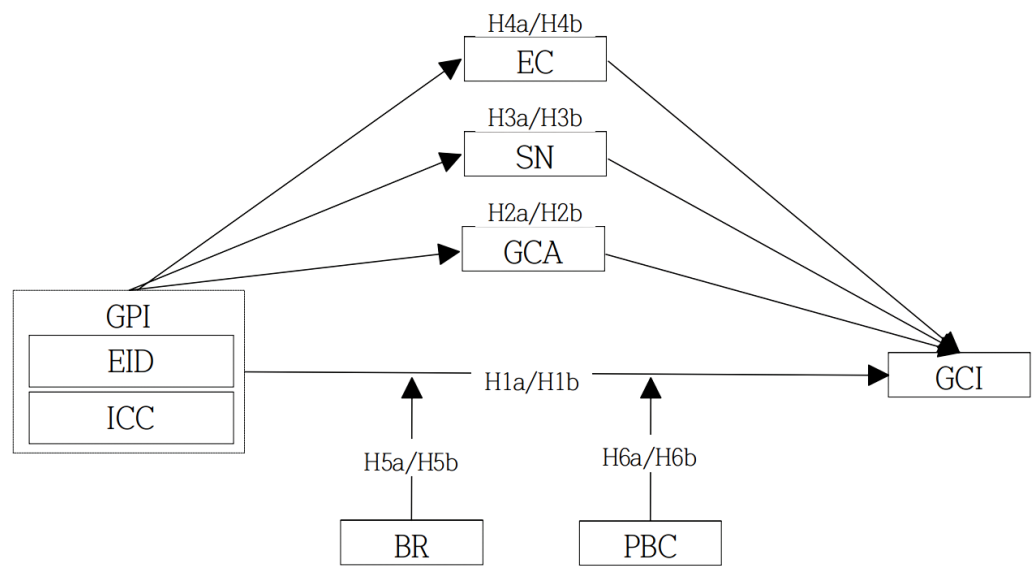 H4a/H4b
EC
H3a/H3b
SN
H2a/H2b
GCA
GPI
EID
ICC
H1a/H1b
GCI
H5a/H5b
H6a/H6b
BR
PBC